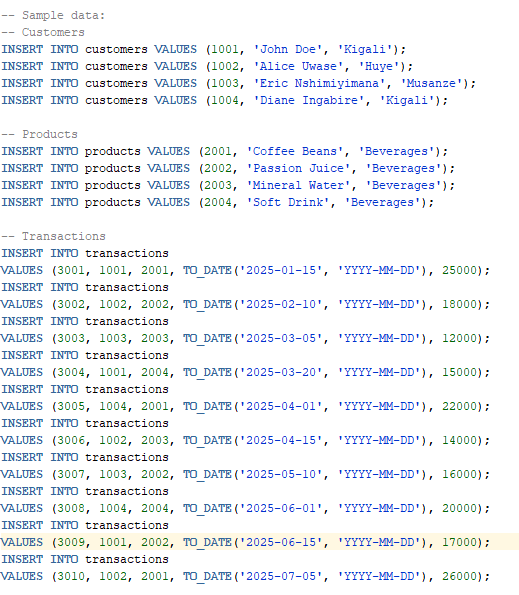 -- Sample data:
-- Customers
INSERT INTO customers VALUES (1001, 'John Doe', 'Kigali');
INSERT INTO customers VALUES (1002, 'Alice Uwase', 'Huye');
INSERT INTO customers VALUES (1003, 'Eric Nshimiyimana', 'Musanze');
INSERT INTO customers VALUES (1004, 'Diane Ingabire', 'Kigali');
-- Products
INSERT INTO products VALUES (2001, 'Coffee Beans', 'Beverages');
INSERT INTO products VALUES (2002, 'Passion Juice', 'Beverages');
INSERT INTO products VALUES (2003, 'Mineral Water', 'Beverages');
INSERT INTO products VALUES (2004, 'Soft Drink', 'Beverages');
-- Transactions
INSERT INTO transactions
VALUES (3001, 1001, 2001, TO_DATE('2025-01-15', 'YYYY-MM-DD'), 25000);
INSERT INTO transactions
VALUES (3002, 1002, 2002, TO_DATE('2025-02-10', 'YYYY-MM-DD'), 18000);
INSERT INTO transactions
VALUES (3003, 1003, 2003, TO_DATE('2025-03-05', 'YYYY-MM-DD'), 12000);
INSERT INTO transactions
VALUES (3004, 1001, 2004, TO_DATE('2025-03-20', 'YYYY-MM-DD'), 15000);
INSERT INTO transactions
VALUES (3005, 1004, 2001, TO_DATE('2025-04-01', 'YYYY-MM-DD'), 22000);
INSERT INTO transactions
VALUES (3006, 1002, 2003, TO_DATE('2025-04-15', 'YYYY-MM-DD'), 14000);
INSERT INTO transactions
VALUES (3007, 1003, 2002, TO_DATE('2025-05-10', 'YYYY-MM-DD'), 16000);
INSERT INTO transactions
VALUES (3008, 1004, 2004, TO_DATE('2025-06-01', 'YYYY-MM-DD'), 20000);
INSERT INTO transactions
VALUES (3009, 1001, 2002, TO_DATE('2025-06-15', 'YYYY-MM-DD'), 17000);
INSERT INTO transactions
VALUES (3010, 1002, 2001, TO_DATE('2025-07-05', 'YYYY-MM-DD'), 26000);